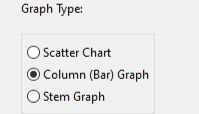 Graph Type:
Scatter Chart
Column (Bar) Graph
Stem Graph